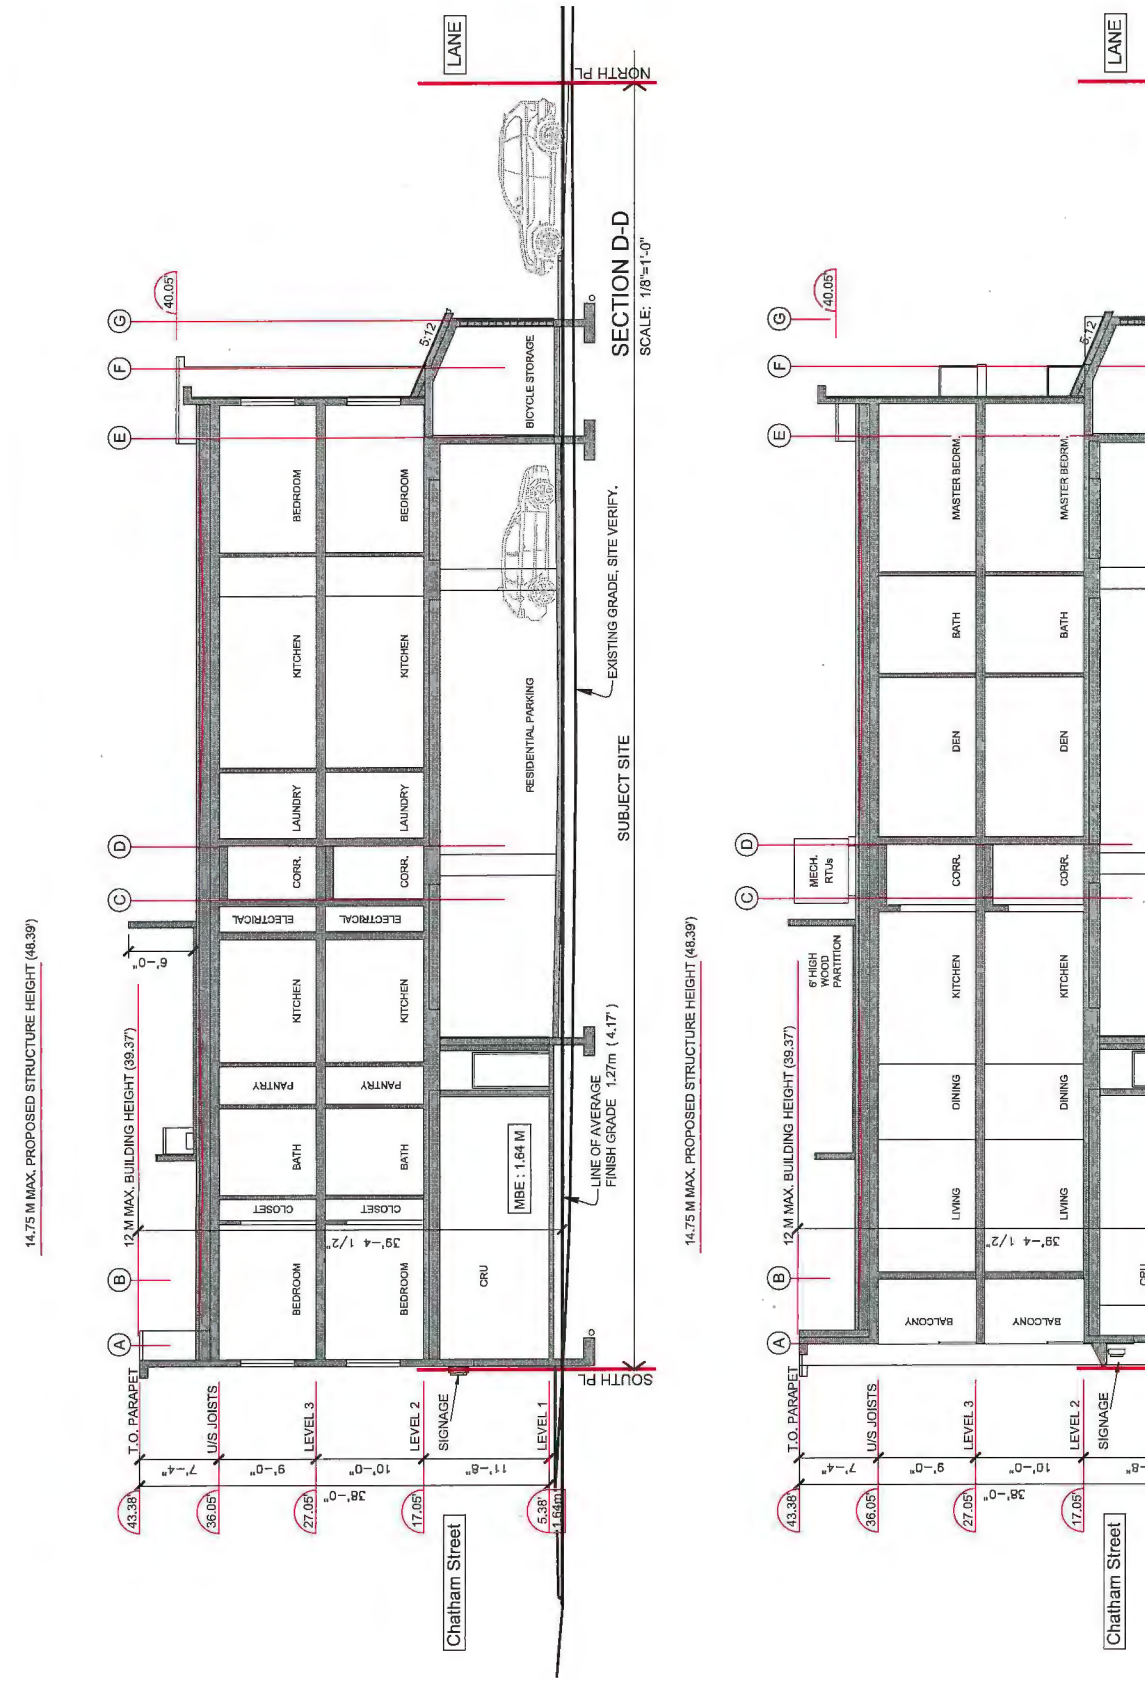 14.75 M MAX. PROPOSED STRUCTURE HEIGHT (48.39')
12 M MAX. BUILDING HEIGHT (39.37')
A
B
C
D
E
F
G
40.05'
6'-0"
T.O. PARAPET
U/S JOISTS
LEVEL 3
LEVEL 2
SIGNAGE
LEVEL 1
43.38'
36.05'
27.05'
17.05'
5.38'
1.64m
7'-4"
9'-0"
10'-0"
11'-8"
38'-0"
39'-4 1/2"
BEDROOM
CLOSET
BATH
PANTRY
KITCHEN
ELECTRICAL
CORR.
LAUNDRY
KITCHEN
BEDROOM
BEDROOM
CLOSET
BATH
PANTRY
KITCHEN
ELECTRICAL
CORR.
LAUNDRY
KITCHEN
BEDROOM
5:12
CRU
MBE : 1.64 M
RESIDENTIAL PARKING
BICYCLE STORAGE
LINE OF AVERAGE
FINISH GRADE 1.27m ( 4.17' )
EXISTING GRADE, SITE VERIFY.
SUBJECT SITE
SOUTH PL
NORTH PL
Chatham Street
LANE
SECTION D-D
SCALE: 1/8"=1'-0"
14.75 M MAX. PROPOSED STRUCTURE HEIGHT (48.39')
12 M MAX. BUILDING HEIGHT (39.37')
A
B
C
D
E
F
G
40.05'
6' HIGH
WOOD
PARTITION
MECH.
RTUs
T.O. PARAPET
U/S JOISTS
LEVEL 3
LEVEL 2
SIGNAGE
43.38'
36.05'
27.05'
17.05'
7'-4"
9'-0"
10'-0"
38'-0"
39'-4 1/2"
BALCONY
LIVING
DINING
KITCHEN
CORR.
DEN
BATH
MASTER BEDRM.
BALCONY
LIVING
DINING
KITCHEN
CORR.
DEN
BATH
MASTER BEDRM.
5:12
CRU
Chatham Street
LANE